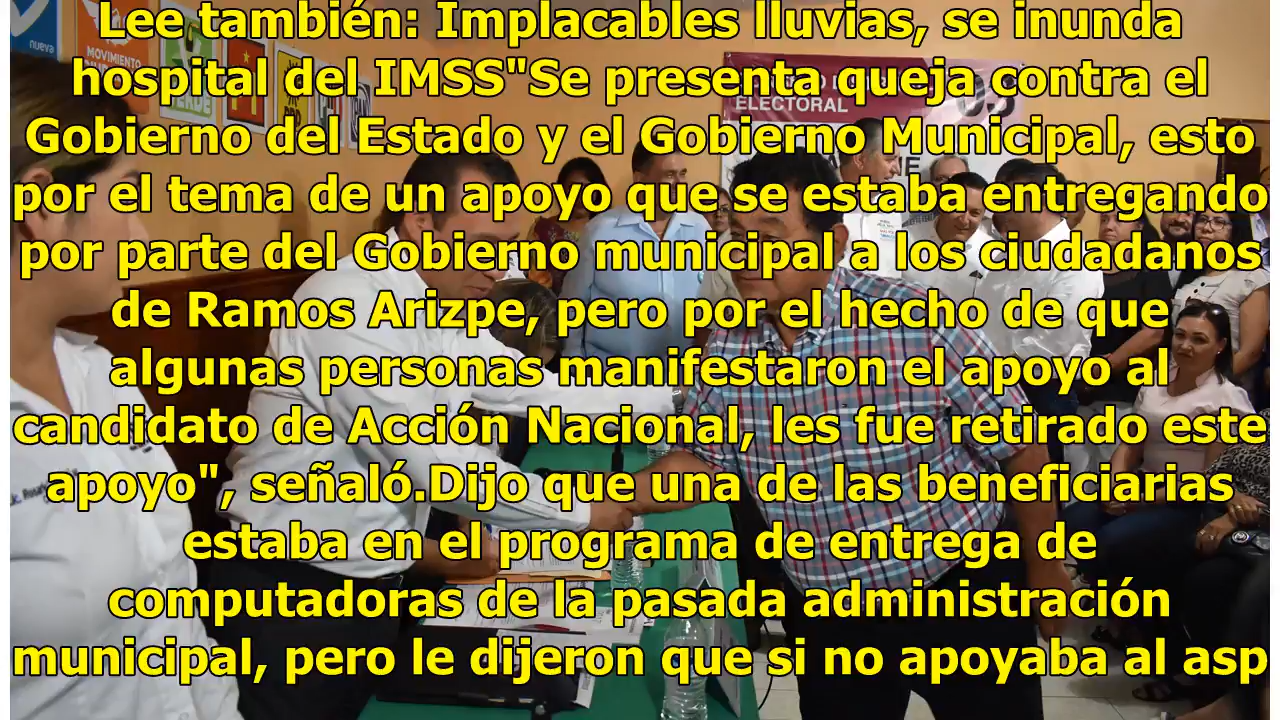 Lee también: Implacables lluvias, se inunda
hospital del IMSS"Se presenta queja contra el
Gobierno del Estado y el Gobierno Municipal, esto
por el tema de un apoyo que se estaba entregando
por parte del Gobierno municipal a los ciudadanos
de Ramos Arizpe, pero por el hecho de que
algunas personas manifestaron el apoyo al
candidato de Acción Nacional, les fue retirado este
apoyo", señaló.Dijo que una de las beneficiarias
estaba en el programa de entrega de
computadoras de la pasada administración
municipal, pero le dijeron que si no apoyaba al asp
nueva
MOVIMIENTO
VERDE
ELECTORAL